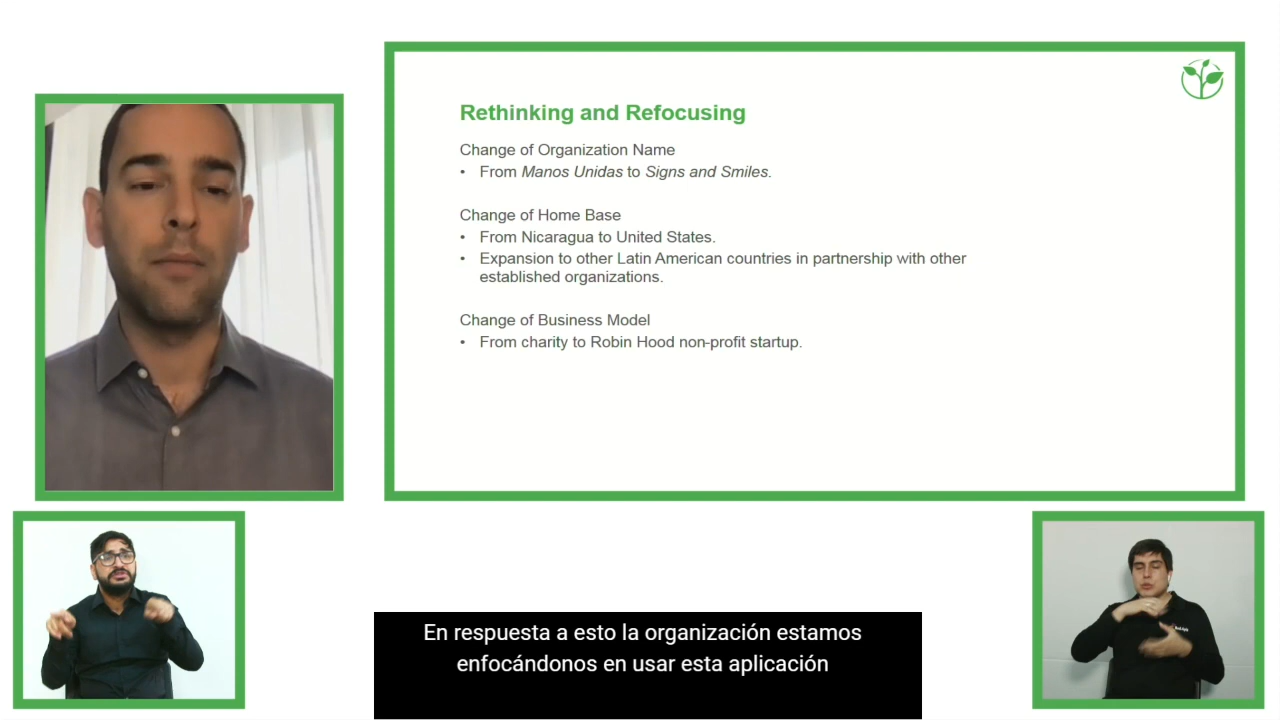 Rethinking and Refocusing
Change of Organization Name
• From Manos Unidas to Signs and Smiles.
Change of Home Base
• From Nicaragua to United States.
• Expansion to other Latin American countries in partnership with other
established organizations.
Change of Business Model
• From charity to Robin Hood non-profit startup.
En respuesta a esto la organización estamos
enfocándonos en usar esta aplicación